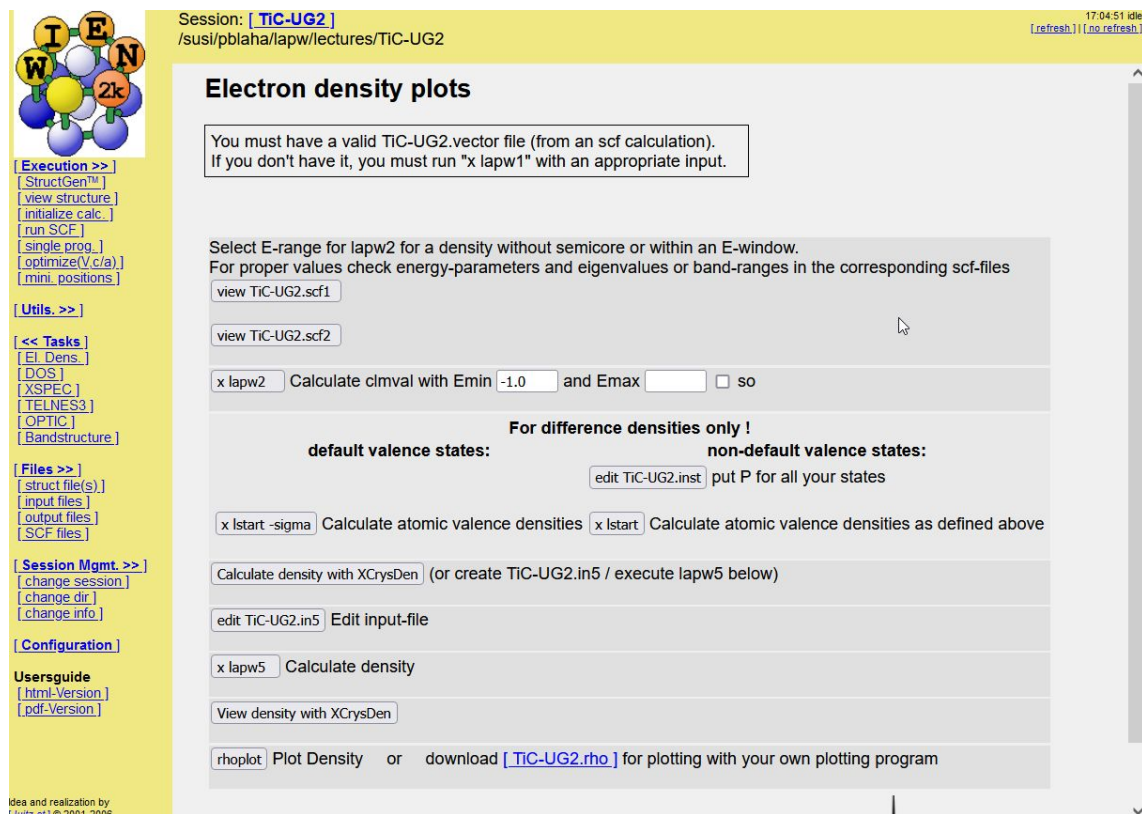 W I E N
2k
Session: [ TiC-UG2 ]
/susi/pblaha/lapw/lectures/TiC-UG2
17:04:51 idle
[ refresh ] | [ no refresh ]
[ Execution >> ]
[ StructGen™ ]
[ view structure ]
[ initialize calc. ]
[ run SCF ]
[ single prog. ]
[ optimize(V,c/a) ]
[ mini. positions ]
[ Utils. >> ]
[ << Tasks ]
[ El. Dens. ]
[ DOS ]
[ XSPEC ]
[ TELNES3 ]
[ OPTIC ]
[ Bandstructure ]
[ Files >> ]
[ struct file(s) ]
[ input files ]
[ output files ]
[ SCF files ]
[ Session Mgmt. >> ]
[ change session ]
[ change dir ]
[ change info ]
[ Configuration ]
Usersguide
[ html-Version ]
[ pdf-Version ]
Idea and realization by
© 2001-2006
Electron density plots
You must have a valid TiC-UG2.vector file (from an scf calculation).
If you don't have it, you must run "x lapw1" with an appropriate input.
Select E-range for lapw2 for a density without semicore or within an E-window.
For proper values check energy-parameters and eigenvalues or band-ranges in the corresponding scf-files
view TiC-UG2.scf1
view TiC-UG2.scf2
x lapw2 Calculate clmval with Emin -1.0 and Emax so
For difference densities only !
default valence states: non-default valence states:
edit TiC-UG2.inst put P for all your states
x lstart -sigma Calculate atomic valence densities x lstart Calculate atomic valence densities as defined above
Calculate density with XCrysDen (or create TiC-UG2.in5 / execute lapw5 below)
edit TiC-UG2.in5 Edit input-file
x lapw5 Calculate density
View density with XCrysDen
rhoplot Plot Density or download [ TiC-UG2.rho ] for plotting with your own plotting program